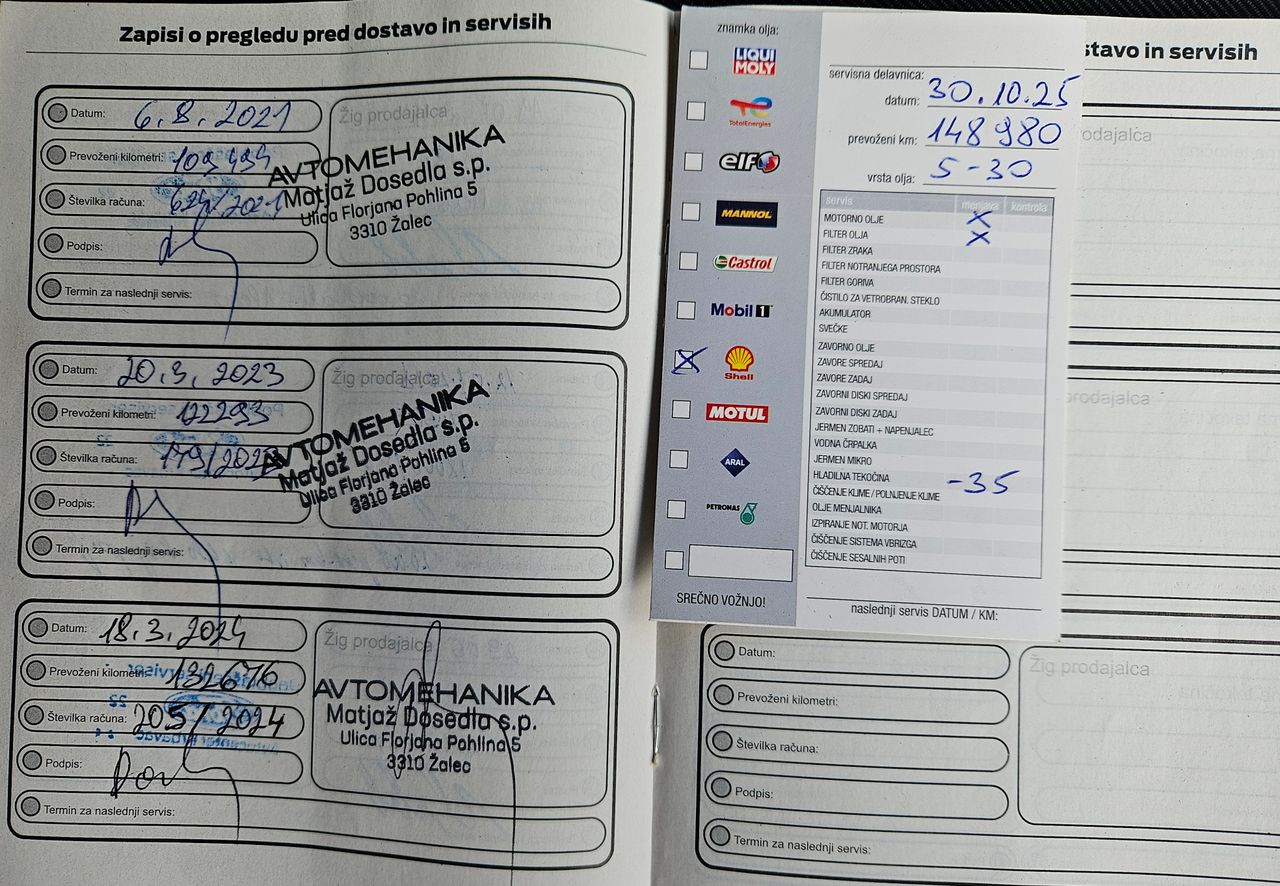 Zapisi o pregledu pred dostavo in servisih
Datum: 6.8.2021
Žig prodajalca
Prevoženi kilometri:
Številka računa:
AVTOMEHANIKA
Matjaž Dosedla s.p.
Ulica Florjana Pohlina 5
3310 Žalec
Podpis:
Termin za naslednji servis:
Datum: 20.3.2023
Žig prodajalca
Prevoženi kilometri: 122293
Številka računa:
AVTOMEHANIKA
Matjaž Dosedla s.p.
Ulica Florjana Pohlina 5
3310 Žalec
Podpis:
Termin za naslednji servis:
Datum: 18.3.2024
Žig prodajalca
Prevoženi kilometri: 132676
Številka računa: 205/2024
AVTOMEHANIKA
Matjaž Dosedla s.p.
Ulica Florjana Pohlina 5
3310 Žalec
Podpis:
Termin za naslednji servis:
znamka olja:
LIQUI MOLY
TotalEnergies
elf
MANNOL
Castrol
Mobil 1
Shell
MOTUL
ARAL
PETRONAS
SREČNO VOŽNJO!
servisna delavnica:
datum: 30.10.25
prevoženi km: 148980
vrsta olja: 5-30
servis menjava kontrola
MOTORNO OLJE X
FILTER OLJA X
FILTER ZRAKA
FILTER NOTRANJEGA PROSTORA
FILTER GORIVA
ČISTILO ZA VETROBRAN. STEKLO
AKUMULATOR
SVEČKE
ZAVORNO OLJE
ZAVORE SPREDAJ
ZAVORE ZADAJ
ZAVORNI DISKI SPREDAJ
ZAVORNI DISKI ZADAJ
JERMEN ZOBATI + NAPENJALEC
VODNA ČRPALKA
JERMEN MIKRO
HLADILNA TEKOČINA -35
ČIŠČENJE KLIME / POLNJENJE KLIME
OLJE MENJALNIKA
IZPIRANJE NOT. MOTORJA
ČIŠČENJE SISTEMA VBRIZGA
ČIŠČENJE SESALNIH POTI
naslednji servis DATUM / KM:
stavo in servisih
rodajalca
rodajalca
Datum:
Žig prodajalca
Prevoženi kilometri:
Številka računa:
Podpis:
Termin za naslednji servis: